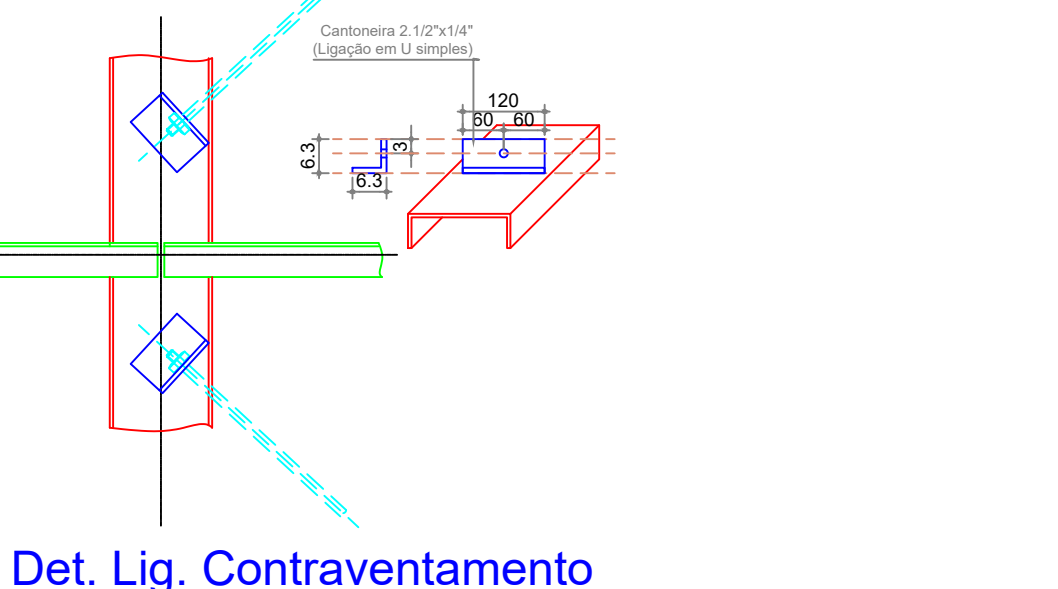 Cantoneira 2.1/2"x1/4"
(Ligação em U simples)
120
60 60
6.3
3
6.3
Det. Lig. Contraventamento